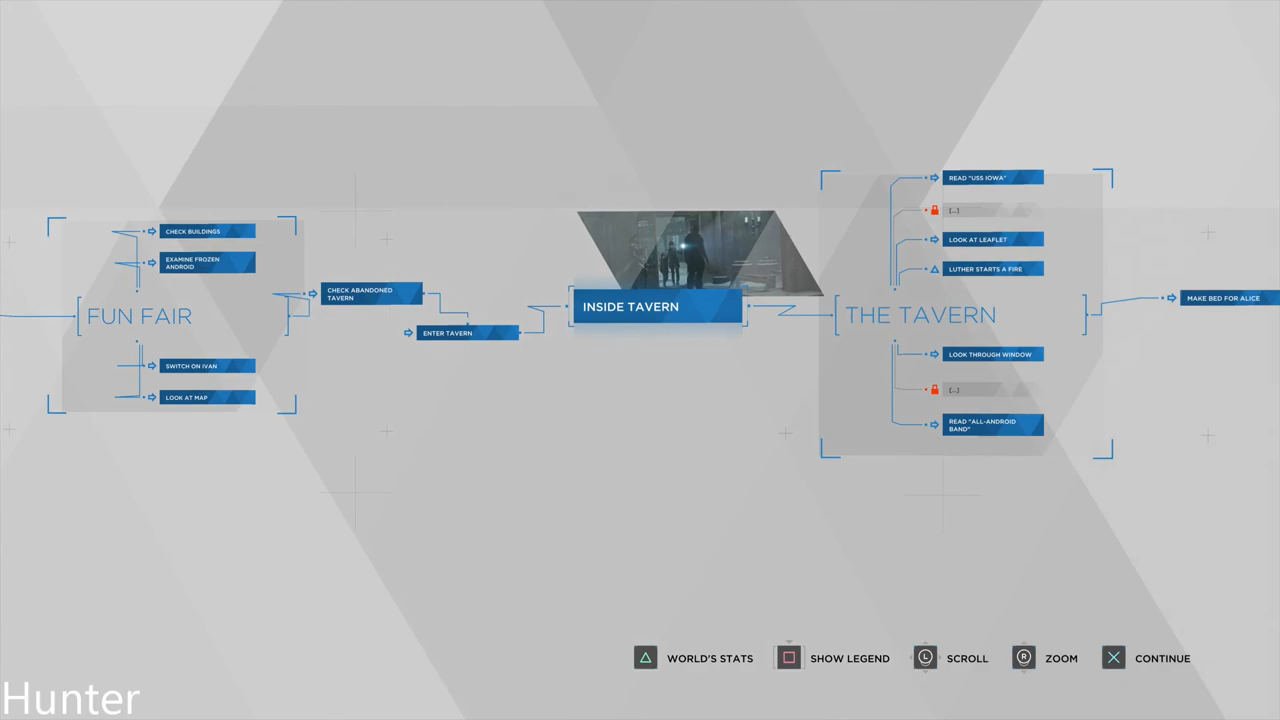 CHECK BUILDINGS
EXAMINE FROZEN
ANDROID
FUN FAIR
SWITCH ON IVAN
LOOK AT MAP
CHECK ABANDONED
TAVERN
ENTER TAVERN
INSIDE TAVERN
READ "USS IOWA"
[...]
LOOK AT LEAFLET
LUTHER STARTS A FIRE
THE TAVERN
LOOK THROUGH WINDOW
[...]
READ "ALL-ANDROID
BAND"
MAKE BED FOR ALICE
WORLD'S STATS
SHOW LEGEND
L SCROLL
R ZOOM
CONTINUE
Hunter